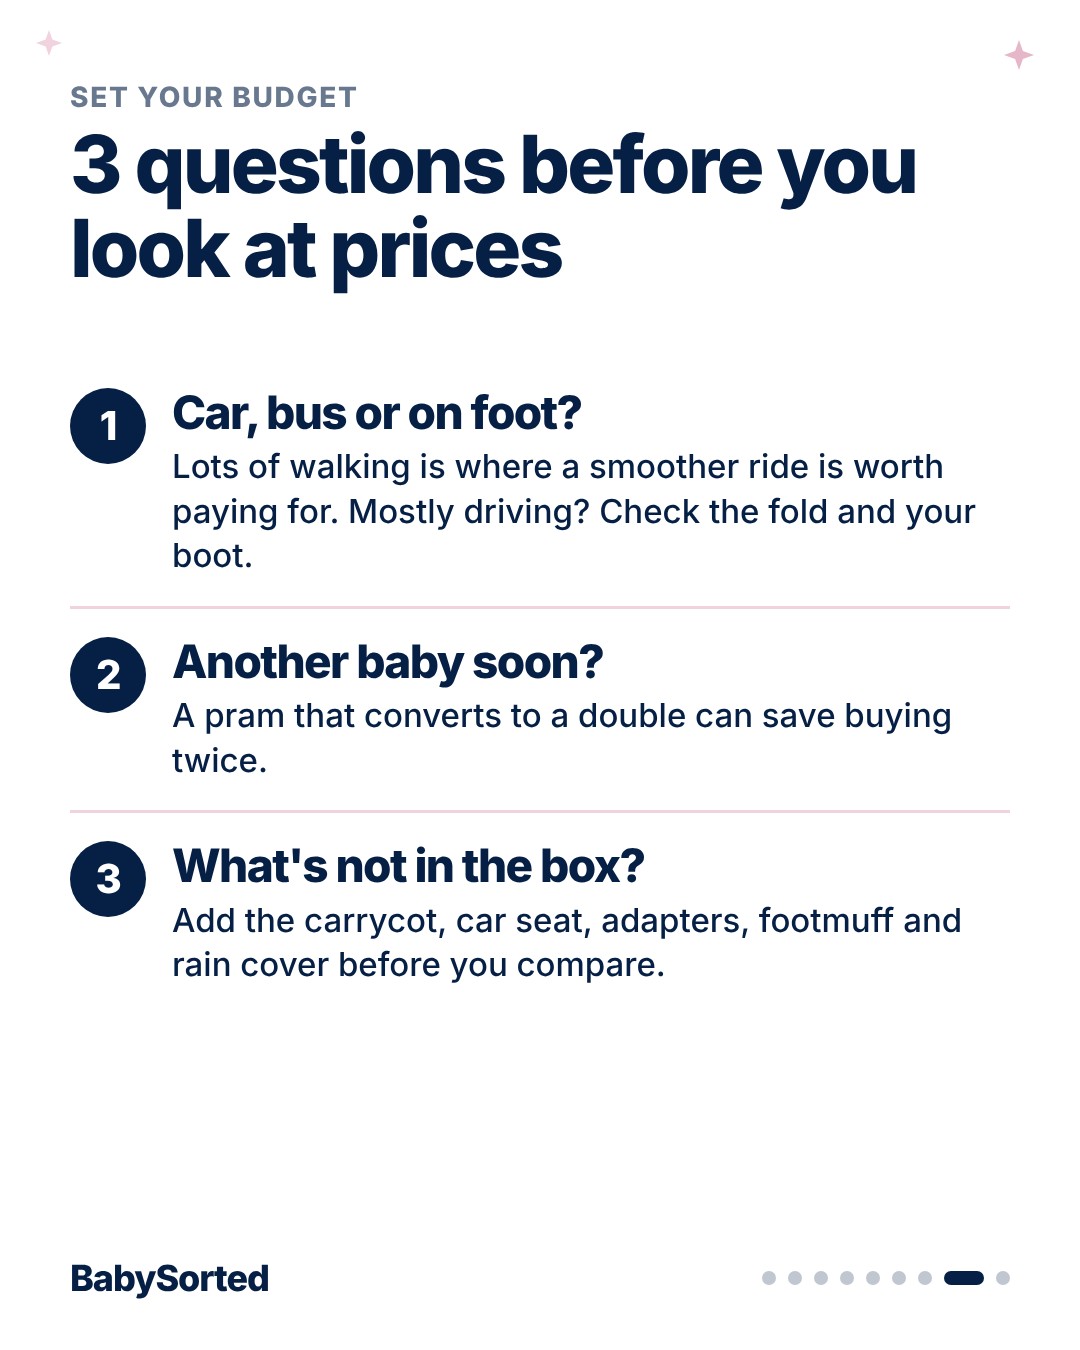 SET YOUR BUDGET
3 questions before you
look at prices
1
Car, bus or on foot?
Lots of walking is where a smoother ride is worth
paying for. Mostly driving? Check the fold and your
boot.
2
Another baby soon?
A pram that converts to a double can save buying
twice.
3
What's not in the box?
Add the carrycot, car seat, adapters, footmuff and
rain cover before you compare.
BabySorted